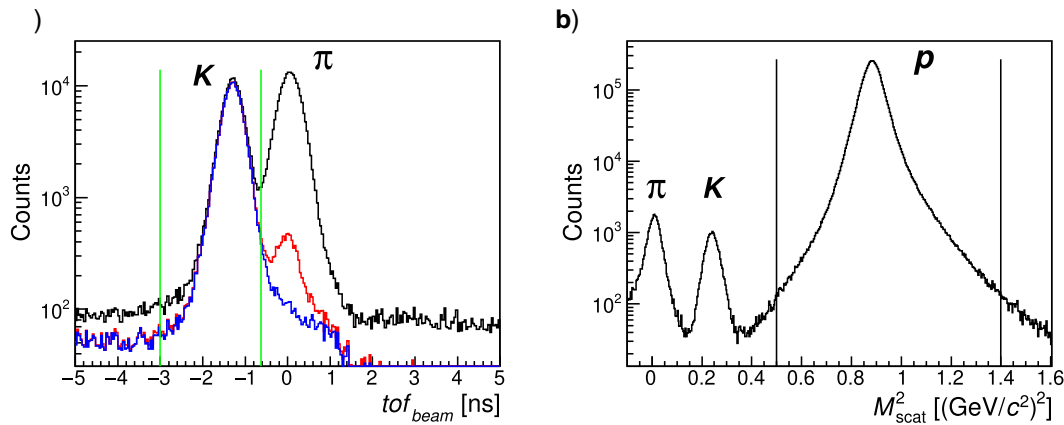 ) b)
K π
10⁴
10³
10²
Counts
−5 −4 −3 −2 −1 0 1 2 3 4 5
tof_beam [ns]
p
π K
10⁵
10⁴
10³
10²
Counts
0 0.2 0.4 0.6 0.8 1 1.2 1.4 1.6
M²_scat [(GeV/c²)²]